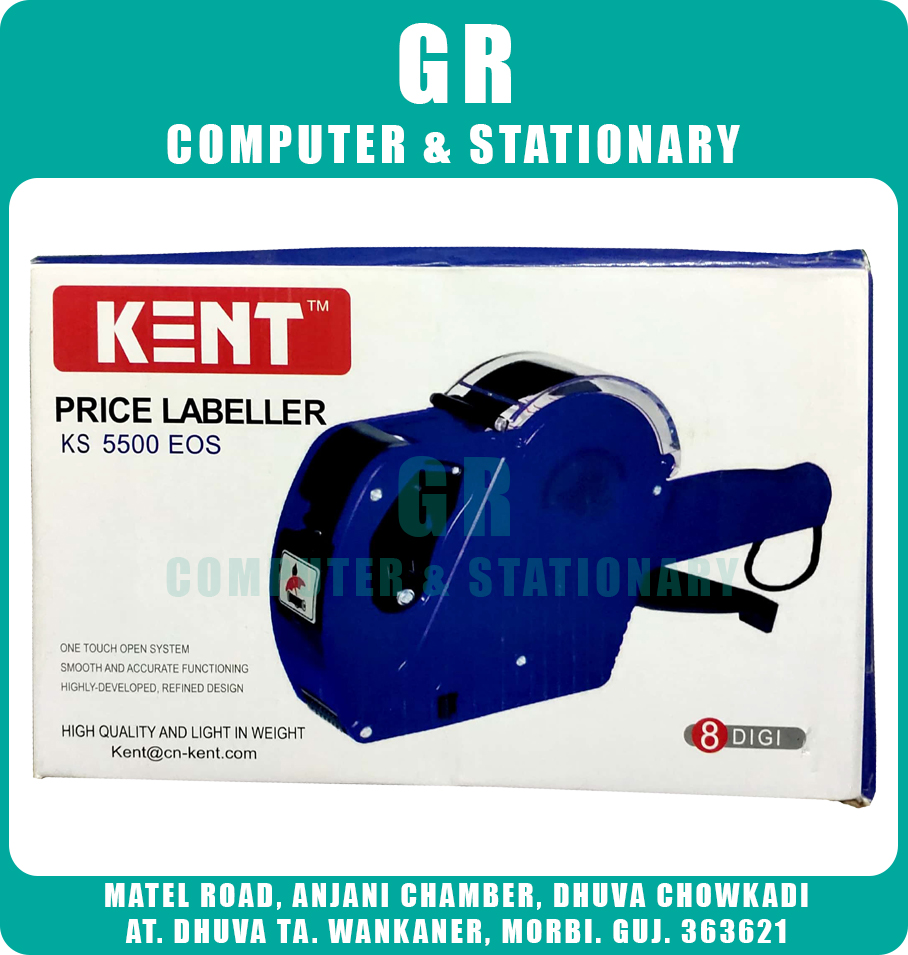 GR
COMPUTER & STATIONARY
KENT™
PRICE LABELLER
KS 5500 EOS
GR
COMPUTER & STATIONARY
ONE TOUCH OPEN SYSTEM
SMOOTH AND ACCURATE FUNCTIONING
HIGHLY-DEVELOPED, REFINED DESIGN
HIGH QUALITY AND LIGHT IN WEIGHT
Kent@cn-kent.com
8 DIGI
MATEL ROAD, ANJANI CHAMBER, DHUVA CHOWKADI
AT. DHUVA TA. WANKANER, MORBI. GUJ. 363621